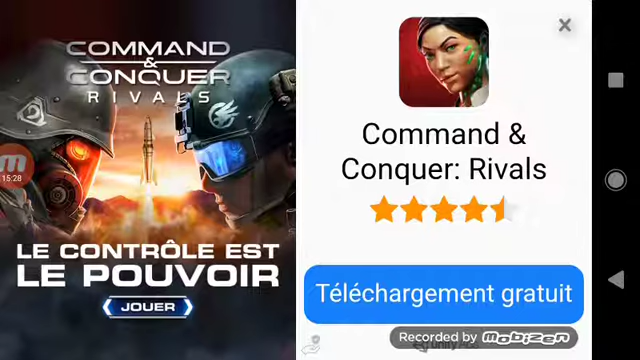 COMMAND
&
CONQUER
RIVALS
15:28
LE CONTRÔLE EST
LE POUVOIR
JOUER
Command &
Conquer: Rivals
Téléchargement gratuit
Recorded by MOBIZEN